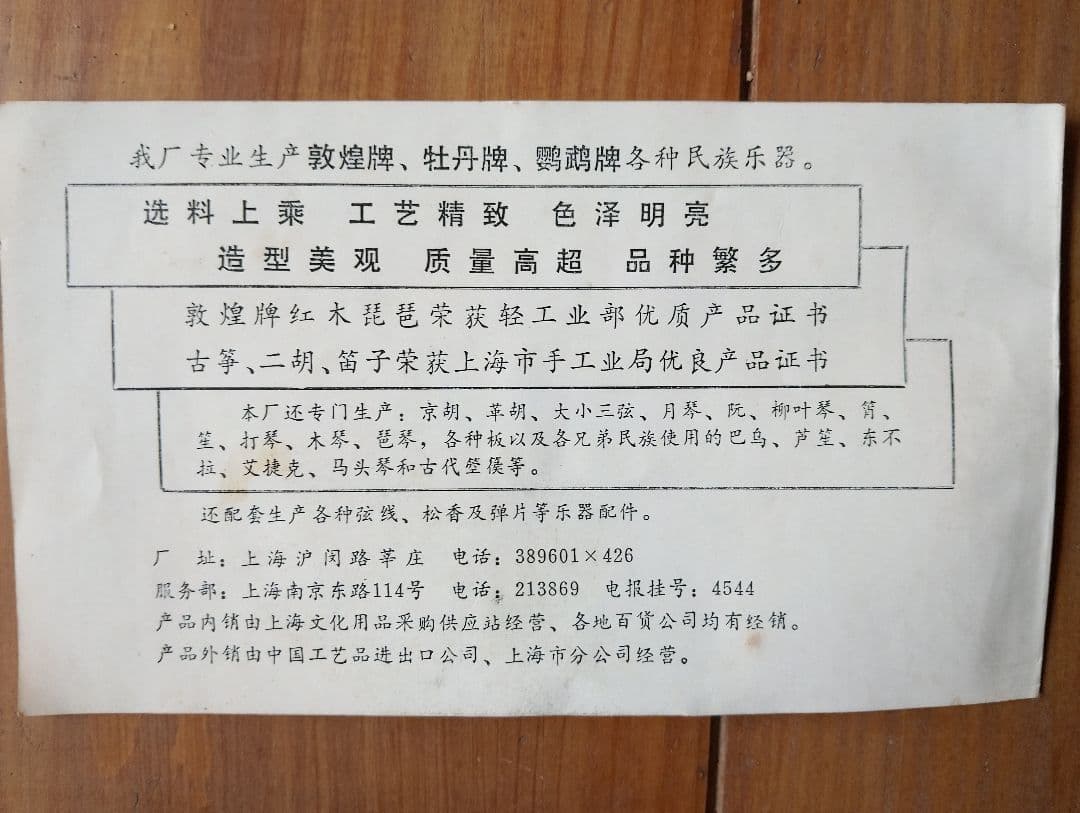 我厂专业生产敦煌牌、牡丹牌、鹦鹉牌各种民族乐器。
选料上乘 工艺精致 色泽明亮
造型美观 质量高超 品种繁多
敦煌牌红木琵琶荣获轻工业部优质产品证书
古筝、二胡、笛子荣获上海市手工业局优良产品证书
本厂还专门生产：京胡、革胡、大小三弦、月琴、阮、柳叶琴、筲、
笙、打琴、木琴、琶琴，各种板以及各兄弟民族使用的巴乌、芦笙、东不
拉、艾捷克、马头琴和古代箜篌等。
还配套生产各种弦线、松香及弹片等乐器配件。
厂 址：上海沪闵路莘庄 电话：389601×426
服务部：上海南京东路114号 电话：213869 电报挂号：4544
产品内销由上海文化用品采购供应站经营、各地百货公司均有经销。
产品外销由中国工艺品进出口公司、上海市分公司经营。